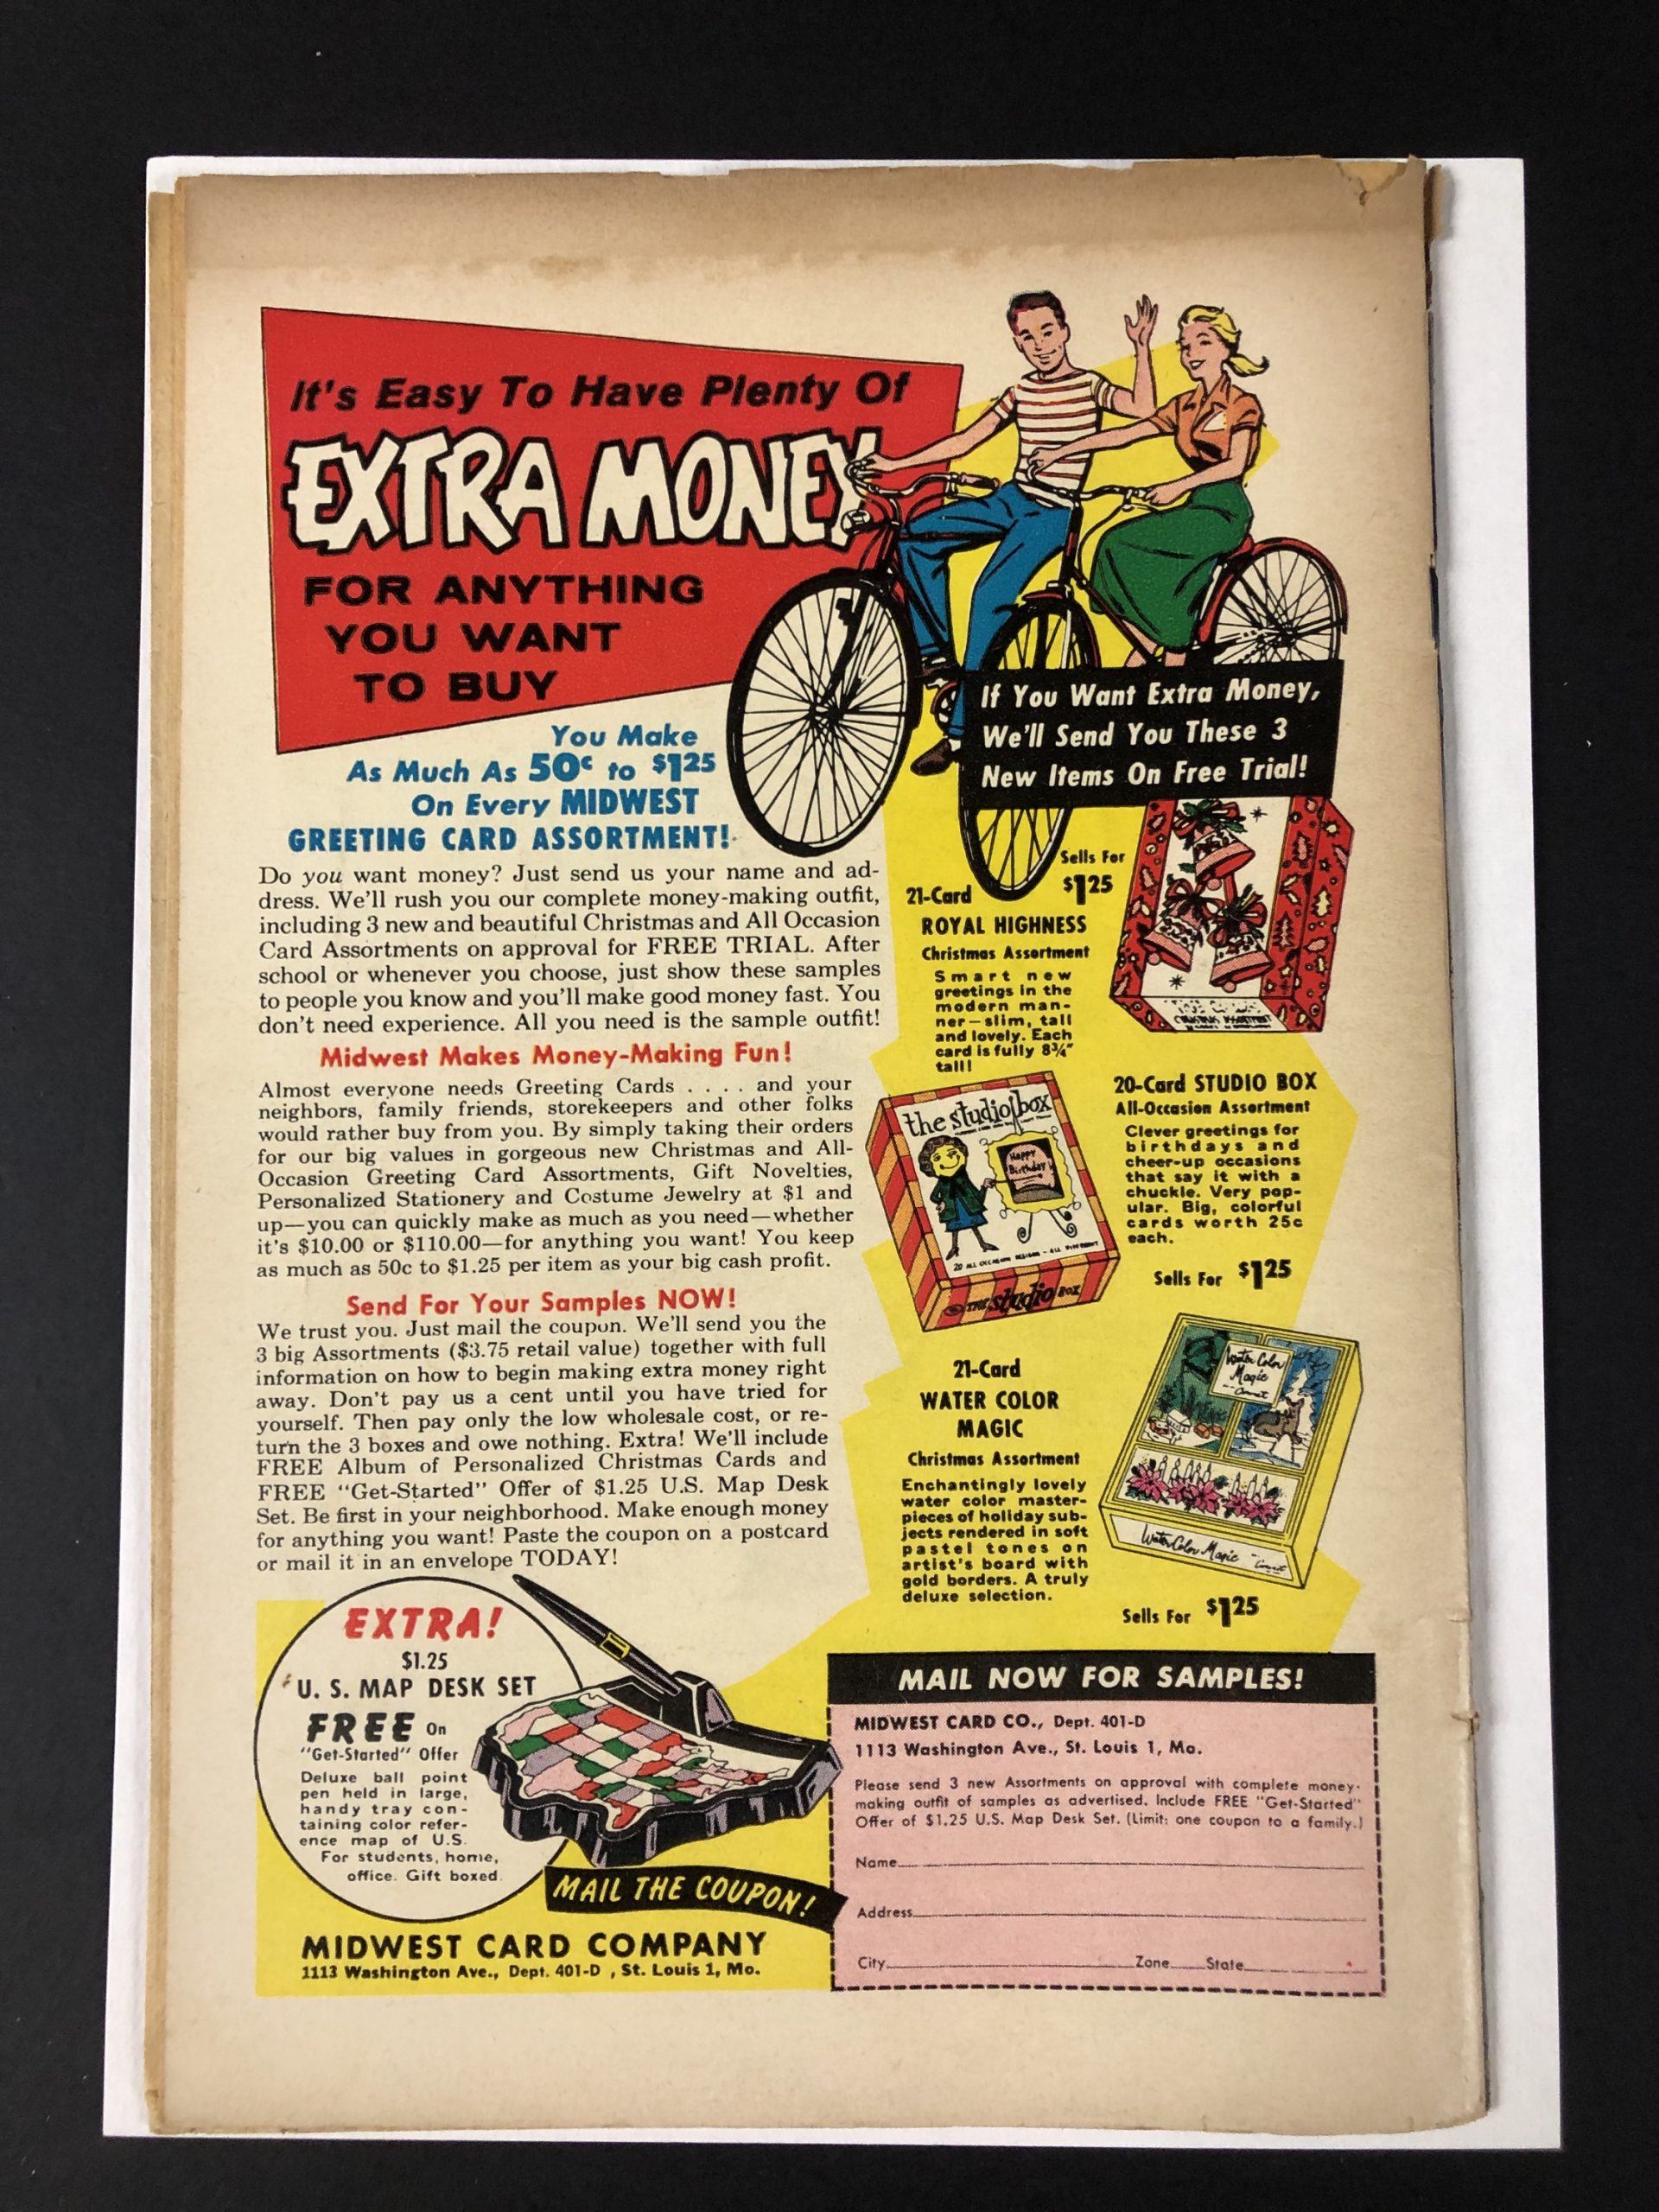 It's Easy To Have Plenty Of
EXTRA MONEY
FOR ANYTHING
YOU WANT
TO BUY
You Make
As Much As 50c to $1.25
On Every MIDWEST
GREETING CARD ASSORTMENT!
Do you want money? Just send us your name and ad-
dress. We'll rush you our complete money-making outfit,
including 3 new and beautiful Christmas and All Occasion
Card Assortments on approval for FREE TRIAL. After
school or whenever you choose, just show these samples
to people you know and you'll make good money fast. You
don't need experience. All you need is the sample outfit!
Midwest Makes Money-Making Fun!
Almost everyone needs Greeting Cards . . . . and your
neighbors, family friends, storekeepers and other folks
would rather buy from you. By simply taking their orders
for our big values in gorgeous new Christmas and All-
Occasion Greeting Card Assortments, Gift Novelties,
Personalized Stationery and Costume Jewelry at $1 and
up—you can quickly make as much as you need—whether
it's $10.00 or $110.00—for anything you want! You keep
as much as 50c to $1.25 per item as your big cash profit.
Send For Your Samples NOW!
We trust you. Just mail the coupon. We'll send you the
3 big Assortments ($3.75 retail value) together with full
information on how to begin making extra money right
away. Don't pay us a cent until you have tried for
yourself. Then pay only the low wholesale cost, or re-
turn the 3 boxes and owe nothing. Extra! We'll include
FREE Album of Personalized Christmas Cards and
FREE "Get-Started" Offer of $1.25 U.S. Map Desk
Set. Be first in your neighborhood. Make enough money
for anything you want! Paste the coupon on a postcard
or mail it in an envelope TODAY!
If You Want Extra Money,
We'll Send You These 3
New Items On Free Trial!
Sells For
$1.25
21-Card
ROYAL HIGHNESS
Christmas Assortment
Smart new
greetings in the
modern man-
ner—slim, tall
and lovely. Each
card is fully 8¾"
tall!
CHRISTMAS ASSORTMENT
the studio box
Happy
Birthday
20 ALL OCCASION DESIGNS - ALL DIFFERENT
THE studio BOX
20-Card STUDIO BOX
All-Occasion Assortment
Clever greetings for
birthdays and
cheer-up occasions
that say it with a
chuckle. Very pop-
ular. Big, colorful
cards worth 25c
each.
Sells For $1.25
21-Card
WATER COLOR
MAGIC
Christmas Assortment
Enchantingly lovely
water color master-
pieces of holiday sub-
jects rendered in soft
pastel tones on
artist's board with
gold borders. A truly
deluxe selection.
Water Color
Magic
Water Color Magic
Sells For $1.25
EXTRA!
$1.25
U. S. MAP DESK SET
FREE On
"Get-Started" Offer
Deluxe ball point
pen held in large,
handy tray con-
taining color refer-
ence map of U.S.
For students, home,
office. Gift boxed.
MAIL THE COUPON!
MIDWEST CARD COMPANY
1113 Washington Ave., Dept. 401-D , St. Louis 1, Mo.
MAIL NOW FOR SAMPLES!
MIDWEST CARD CO., Dept. 401-D
1113 Washington Ave., St. Louis 1, Mo.
Please send 3 new Assortments on approval with complete money-
making outfit of samples as advertised. Include FREE "Get-Started"
Offer of $1.25 U.S. Map Desk Set. (Limit: one coupon to a family.)
Name
Address
City Zone State